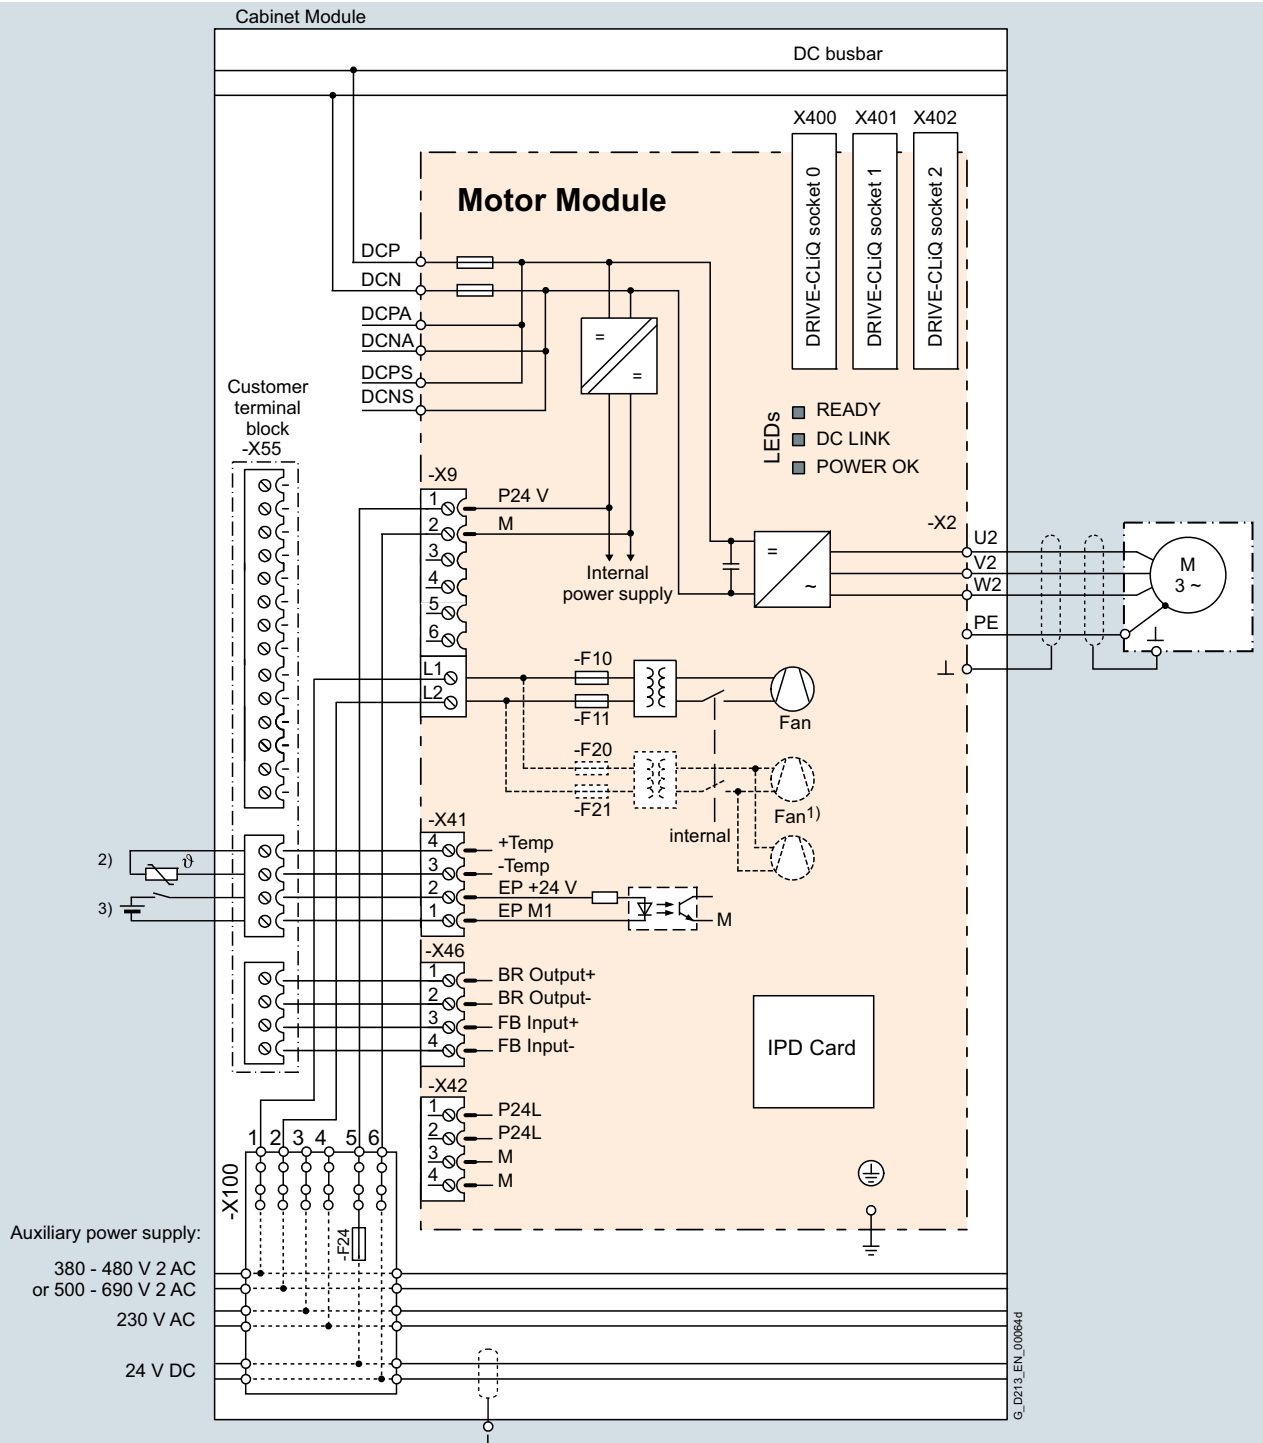 Cabinet Module
DC busbar
X400 X401 X402
DRIVE-CLiQ socket 0
DRIVE-CLiQ socket 1
DRIVE-CLiQ socket 2
Motor Module
DCP
DCN
DCPA
DCNA
DCPS
DCNS
=
=
LEDs
READY
DC LINK
POWER OK
Customer
terminal
block
-X55
-X9
1 P24 V
2 M
3
4
5
6
Internal
power supply
=
~
-X2
U2
V2
W2
PE
M
3 ~
L1
L2
-F10
-F11
Fan
-F20
-F21
Fan1)
internal
-X41
4 +Temp
3 -Temp
2 EP +24 V
1 EP M1
M
2)
ϑ
3)
-X46
1 BR Output+
2 BR Output-
3 FB Input+
4 FB Input-
IPD Card
-X42
1 P24L
2 P24L
3 M
4 M
1 2 3 4 5 6
-X100
-F24
Auxiliary power supply:
380 - 480 V 2 AC
or 500 - 690 V 2 AC
230 V AC
24 V DC
G_D213_EN_00064d